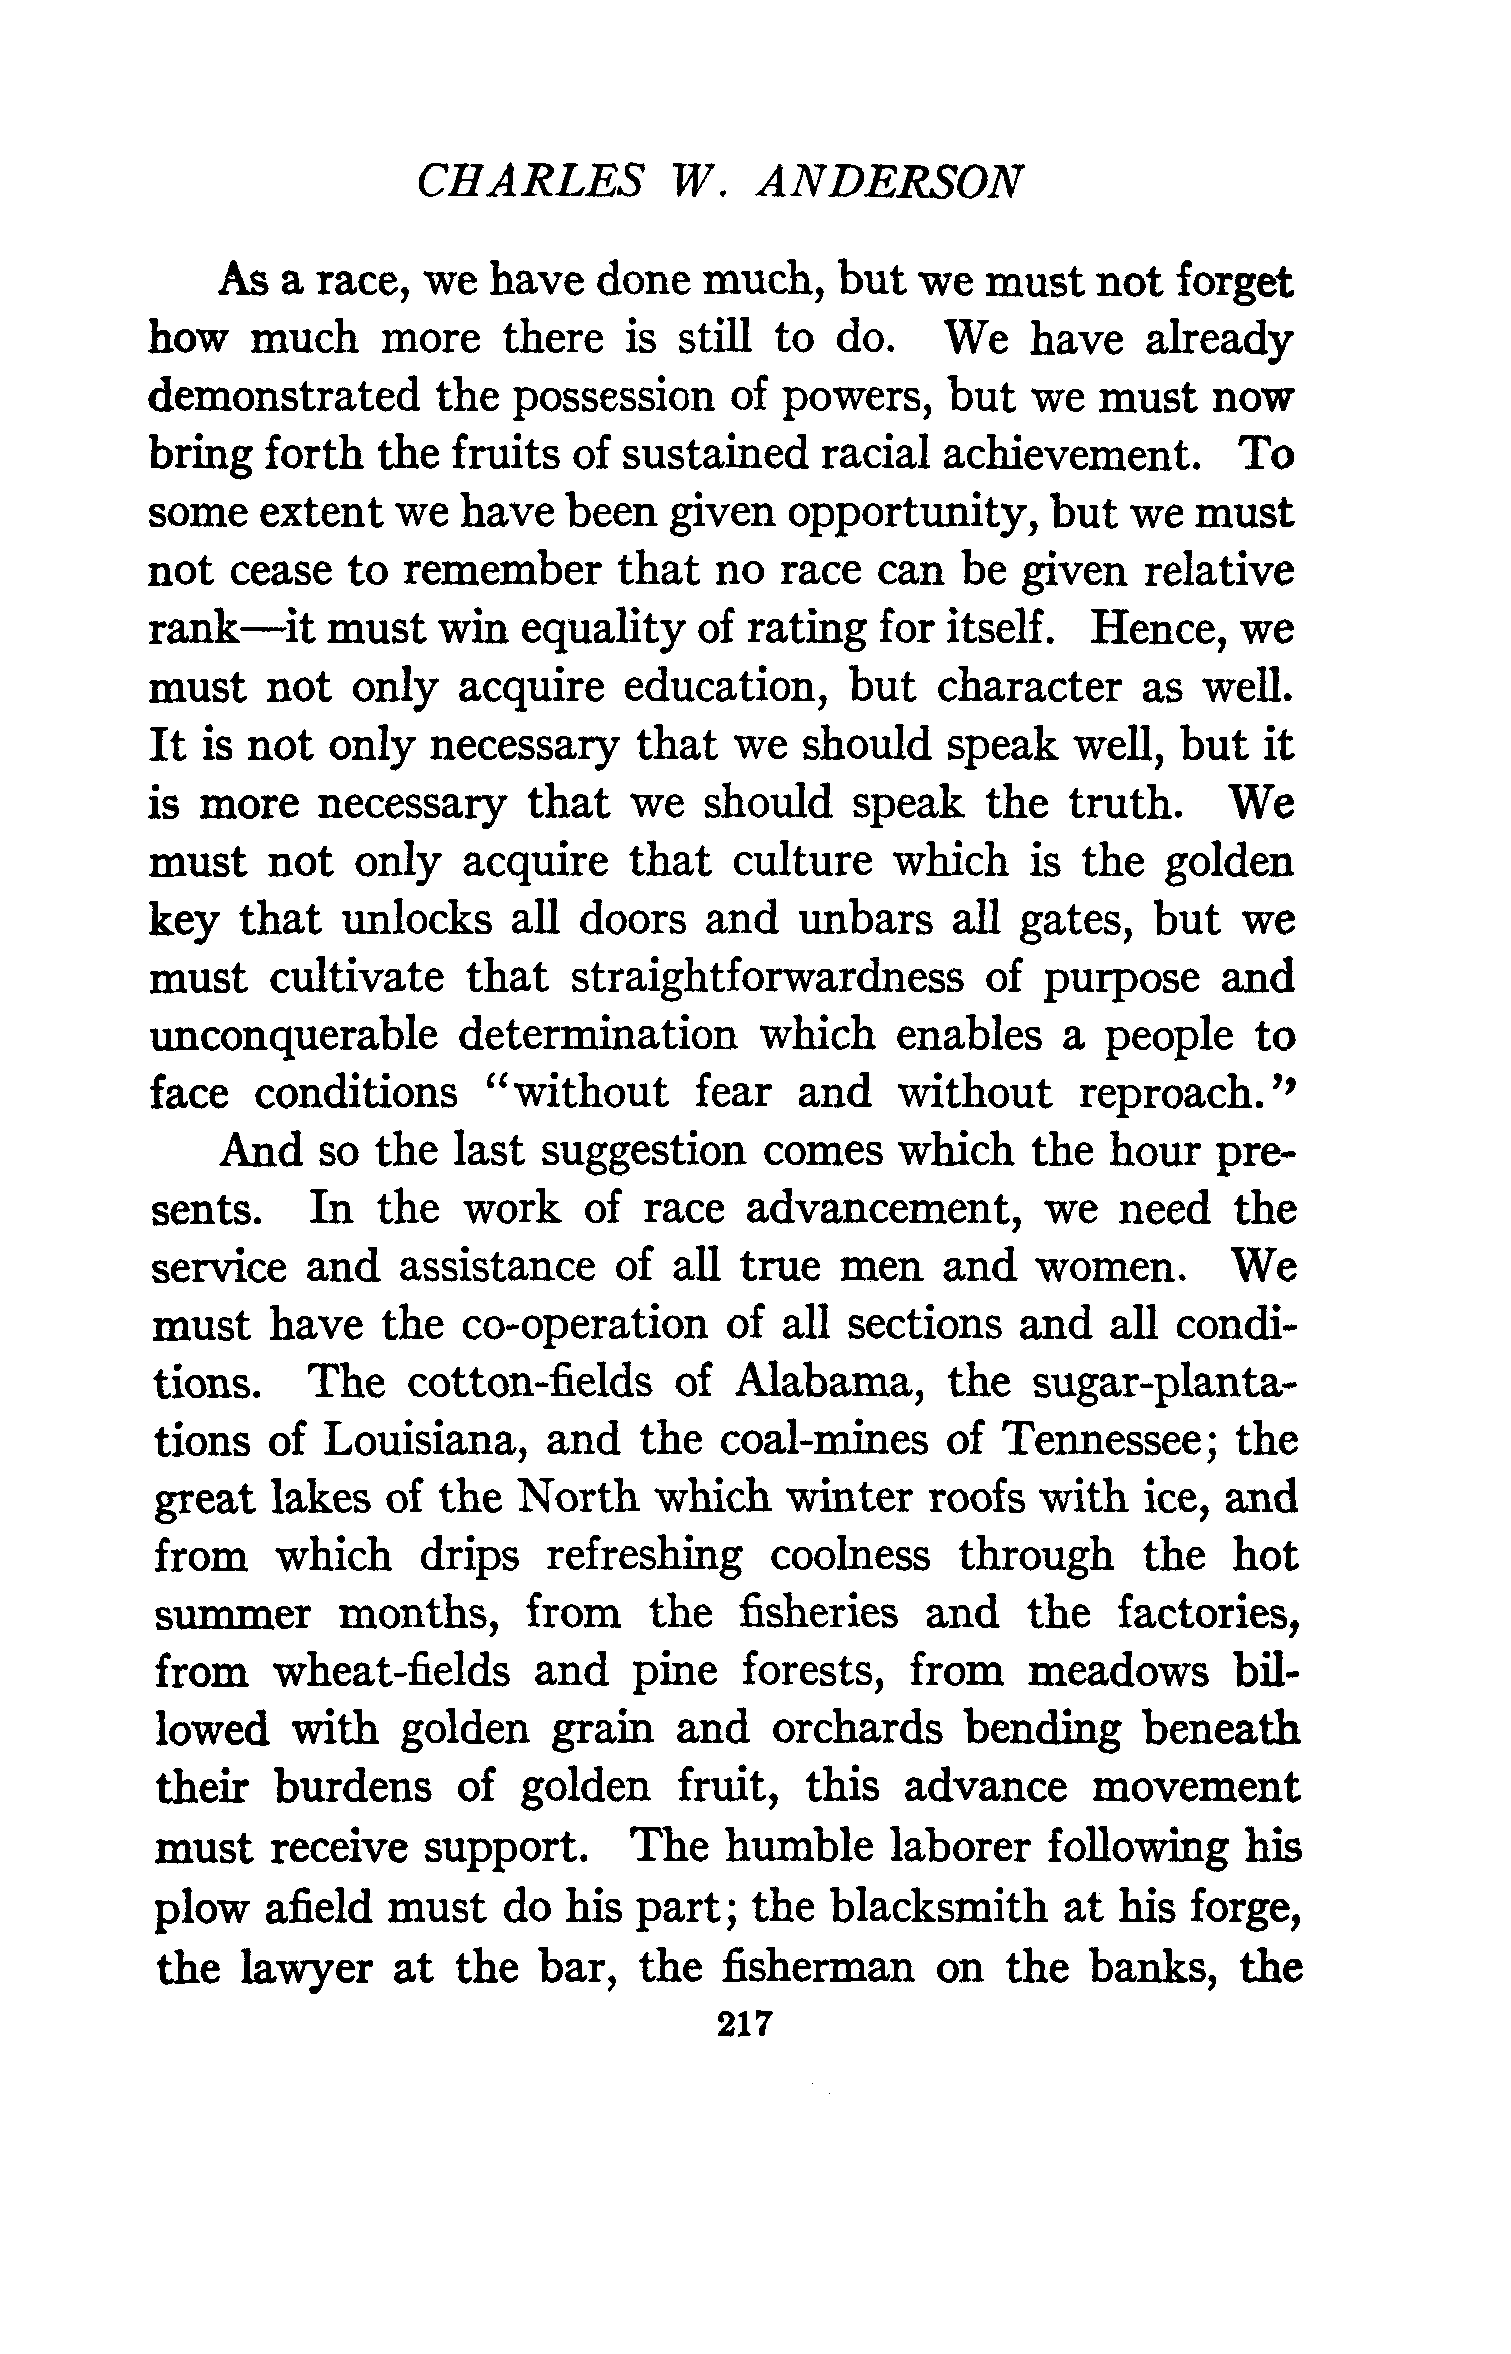 CHARLES W. ANDERSON
As a race, we have done much, but we must not forget
how much more there is still to do. We have already
demonstrated the possession of powers, but we must now
bring forth the fruits of sustained racial achievement. To
some extent we have been given opportunity, but we must
not cease to remember that no race can be given relative
rank—it must win equality of rating for itself. Hence, we
must not only acquire education, but character as well.
It is not only necessary that we should speak well, but it
is more necessary that we should speak the truth. We
must not only acquire that culture which is the golden
key that unlocks all doors and unbars all gates, but we
must cultivate that straightforwardness of purpose and
unconquerable determination which enables a people to
face conditions "without fear and without reproach."
And so the last suggestion comes which the hour pre-
sents. In the work of race advancement, we need the
service and assistance of all true men and women. We
must have the co-operation of all sections and all condi-
tions. The cotton-fields of Alabama, the sugar-planta-
tions of Louisiana, and the coal-mines of Tennessee; the
great lakes of the North which winter roofs with ice, and
from which drips refreshing coolness through the hot
summer months, from the fisheries and the factories,
from wheat-fields and pine forests, from meadows bil-
lowed with golden grain and orchards bending beneath
their burdens of golden fruit, this advance movement
must receive support. The humble laborer following his
plow afield must do his part; the blacksmith at his forge,
the lawyer at the bar, the fisherman on the banks, the
217